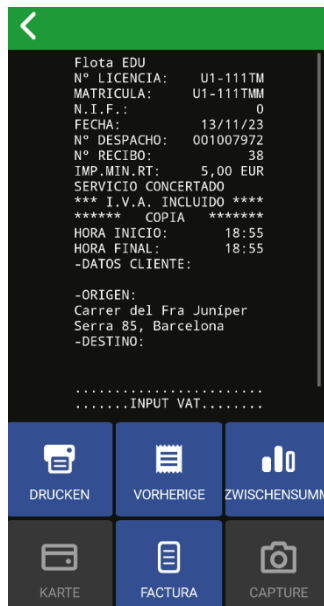 Flota EDU
Nº LICENCIA: U1-111TM
MATRICULA: U1-111TMM
N.I.F.: 0
FECHA: 13/11/23
Nº DESPACHO: 001007972
Nº RECIBO: 38
IMP.MIN.RT: 5,00 EUR
SERVICIO CONCERTADO
*** I.V.A. INCLUIDO ****
****** COPIA *******
HORA INICIO: 18:55
HORA FINAL: 18:55
-DATOS CLIENTE:
-ORIGEN:
Carrer del Fra Juníper
Serra 85, Barcelona
-DESTINO:
........................
.......INPUT VAT........
DRUCKEN
VORHERIGE
ZWISCHENSUMM
KARTE
FACTURA
CAPTURE